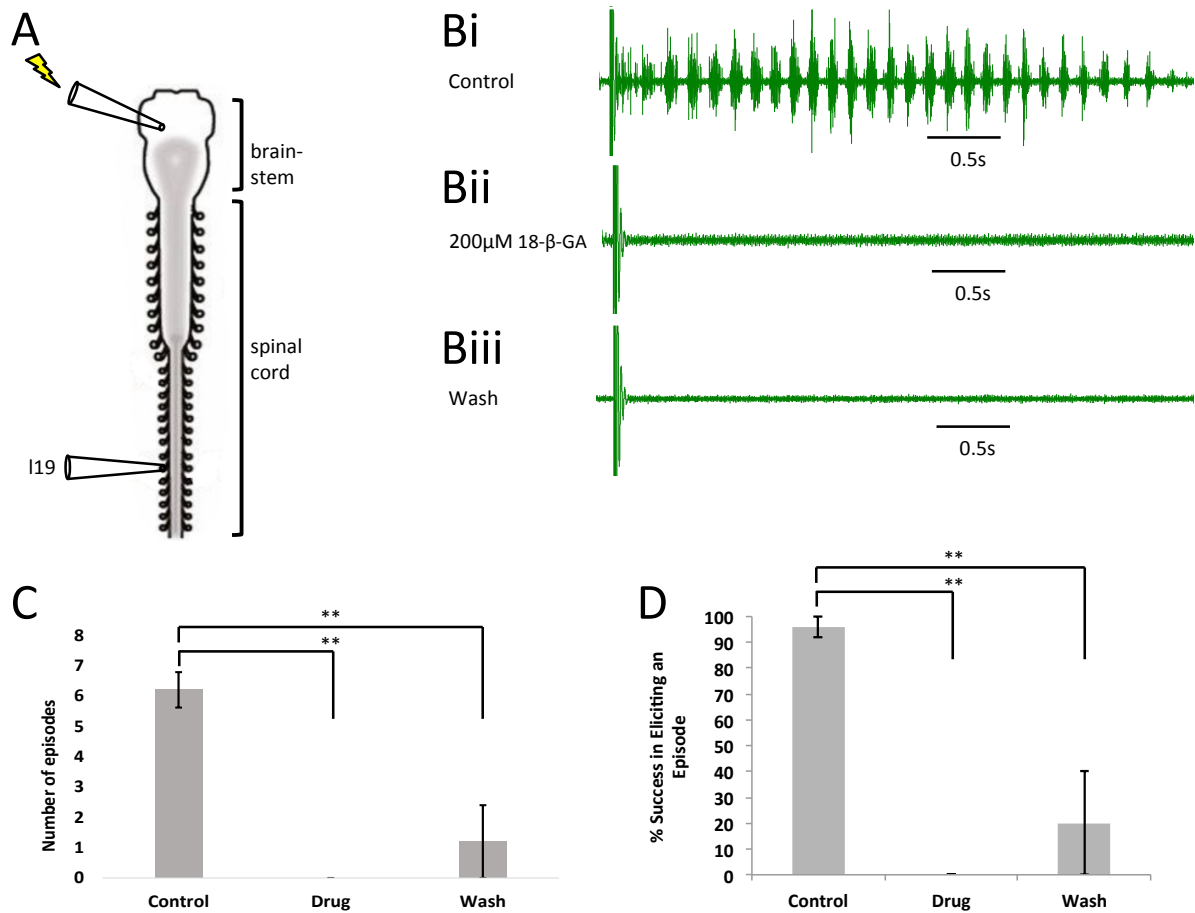 A
brain-
stem
spinal
cord
l19
Bi
Control
0.5s
Bii
200μM 18-β-GA
0.5s
Biii
Wash
0.5s
C
**
**
Number of episodes
8
7
6
5
4
3
2
1
0
Control Drug Wash
D
**
**
% Success in Eliciting an
Episode
100
90
80
70
60
50
40
30
20
10
0
Control Drug Wash